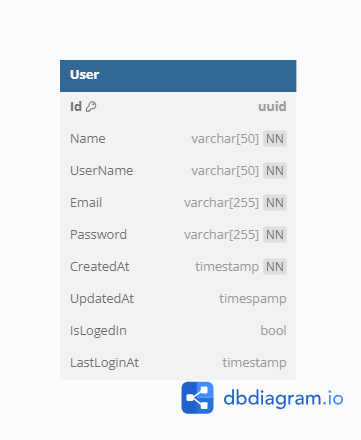 User
Id uuid
Name varchar[50] NN
UserName varchar[50] NN
Email varchar[255] NN
Password varchar[255] NN
CreatedAt timestamp NN
UpdatedAt timespamp
IsLogedIn bool
LastLoginAt timestamp
dbdiagram.io